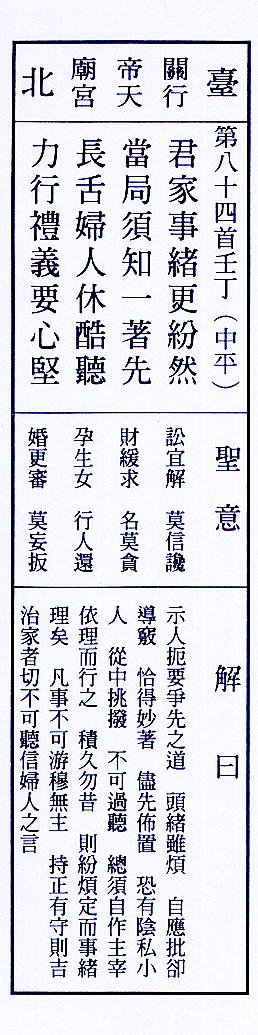 臺北
行天宮
關帝廟
第八十四首壬丁（中平）
君家事緒更紛然
當局須知一著先
長舌婦人休酷聽
力行禮義要心堅
聖意
訟宜解　莫信讒
財緩求　名莫貪
孕生女　行人還
婚更審　莫妄扳
解曰
示人扼要爭先之道　頭緒雖煩　自應批卻
導竅　恰得妙著　儘先佈置　恐有陰私小
人　從中挑撥　不可過聽　總須自作主宰
依理而行之　積久勿昔　則紛煩定而事緒
理矣　凡事不可游穆無主　持正有守則吉
治家者切不可聽信婦人之言